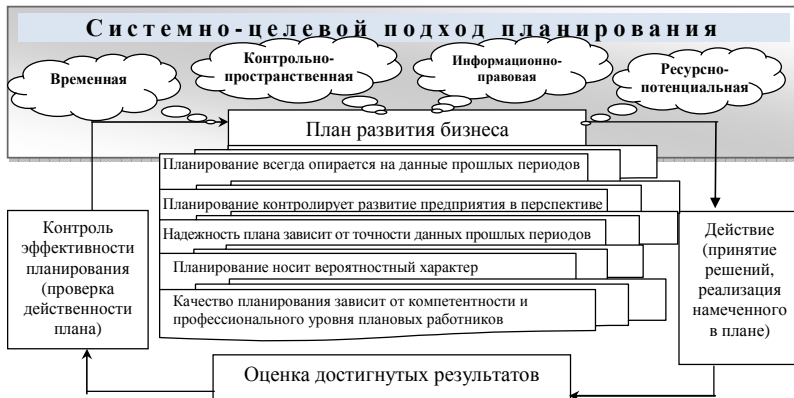 Системно-целевой подход планирования
Временная
Контрольно-
пространственная
Информационно-
правовая
Ресурсно-
потенциальная
План развития бизнеса
Планирование всегда опирается на данные прошлых периодов
Планирование контролирует развитие предприятия в перспективе
Надежность плана зависит от точности данных прошлых периодов
Планирование носит вероятностный характер
Качество планирования зависит от компетентности и
профессионального уровня плановых работников
Контроль
эффективности
планирования
(проверка
действенности
плана)
Действие
(принятие
решений,
реализация
намеченного
в плане)
Оценка достигнутых результатов